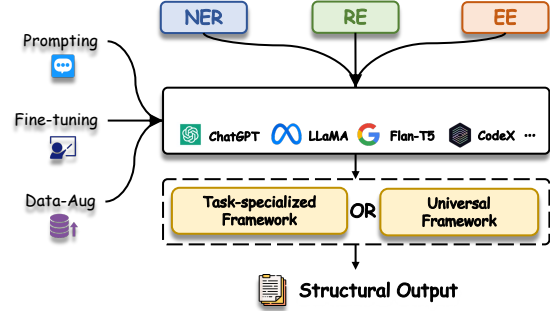 NER RE EE
Prompting
Fine-tuning
Data-Aug
ChatGPT LLaMA Flan-T5 CodeX ...
Task-specialized
Framework
OR
Universal
Framework
Structural Output